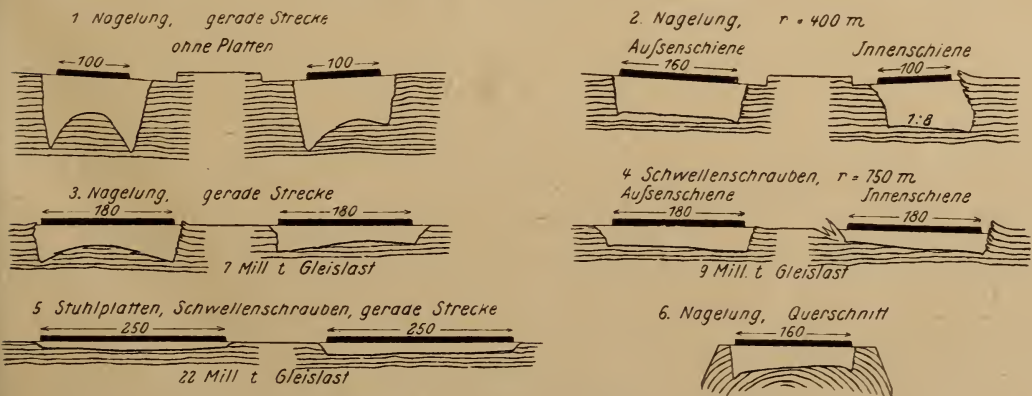 1 Nagelung, gerade Strecke
ohne Platten
100
100
2. Nagelung, r = 400 m
Außenschiene Innenschiene
160
100
1:8
3. Nagelung, gerade Strecke
180
180
7 Mill t Gleislast
4 Schwellenschrauben, r = 750 m
Außenschiene Innenschiene
180
180
9 Mill. t Gleislast
5 Stuhlplatten, Schwellenschrauben, gerade Strecke
250
250
22 Mill t Gleislast
6. Nagelung, Querschnitt
160